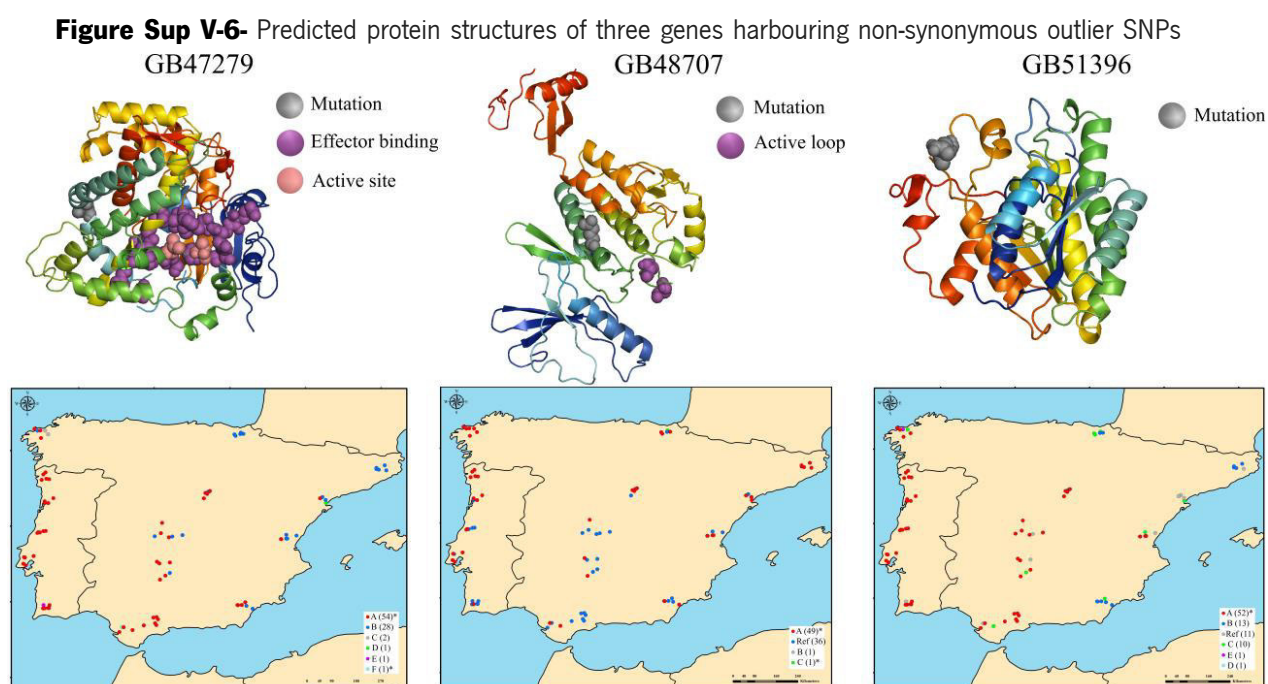 Figure Sup V-6- Predicted protein structures of three genes harbouring non-synonymous outlier SNPs
GB47279
Mutation
Effector binding
Active site
GB48707
Mutation
Active loop
GB51396
Mutation
A (54)*
B (28)
C (2)
D (1)
E (1)
F (1)*
A (49)*
Ref (36)
B (1)
C (1)*
A (52)*
B (13)
Ref (11)
C (10)
E (1)
D (1)